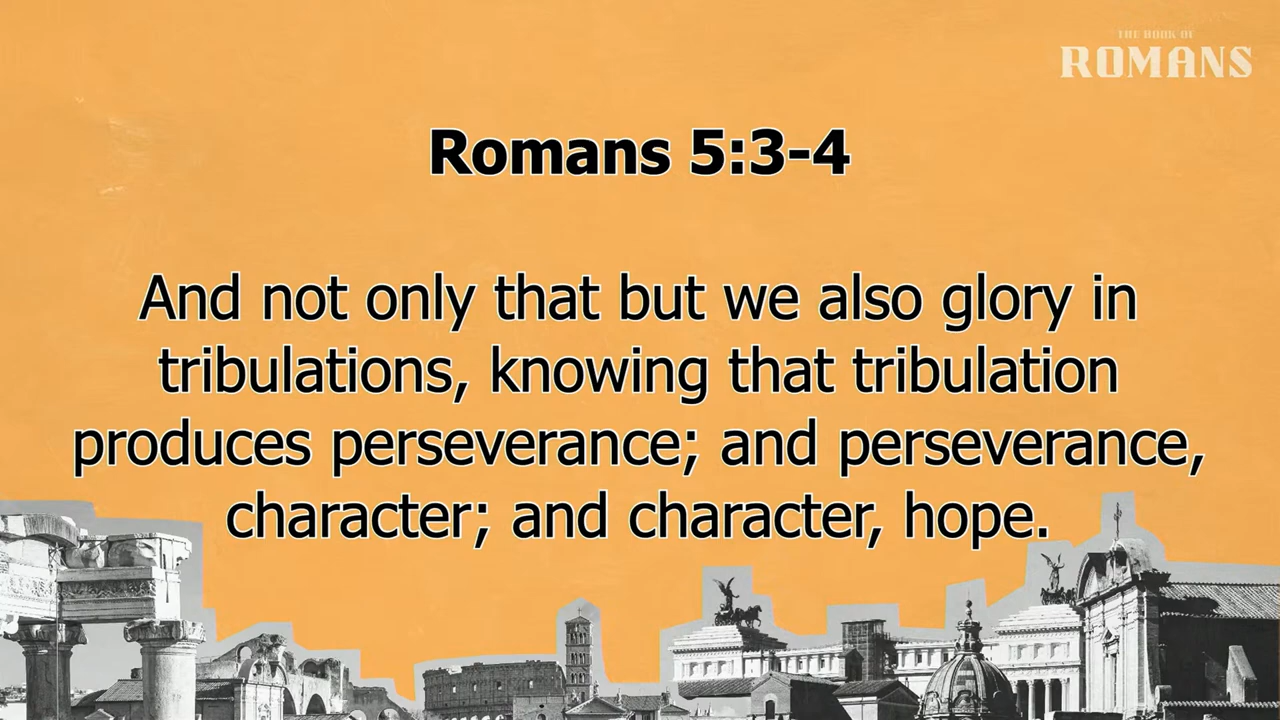 THE BOOK OF
ROMANS
Romans 5:3-4
And not only that but we also glory in
tribulations, knowing that tribulation
produces perseverance; and perseverance,
character; and character, hope.